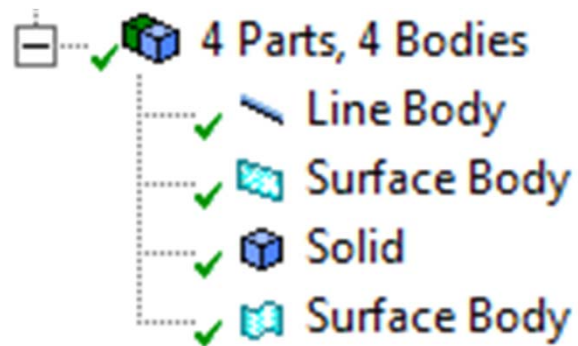 4 Parts, 4 Bodies
Line Body
Surface Body
Solid
Surface Body